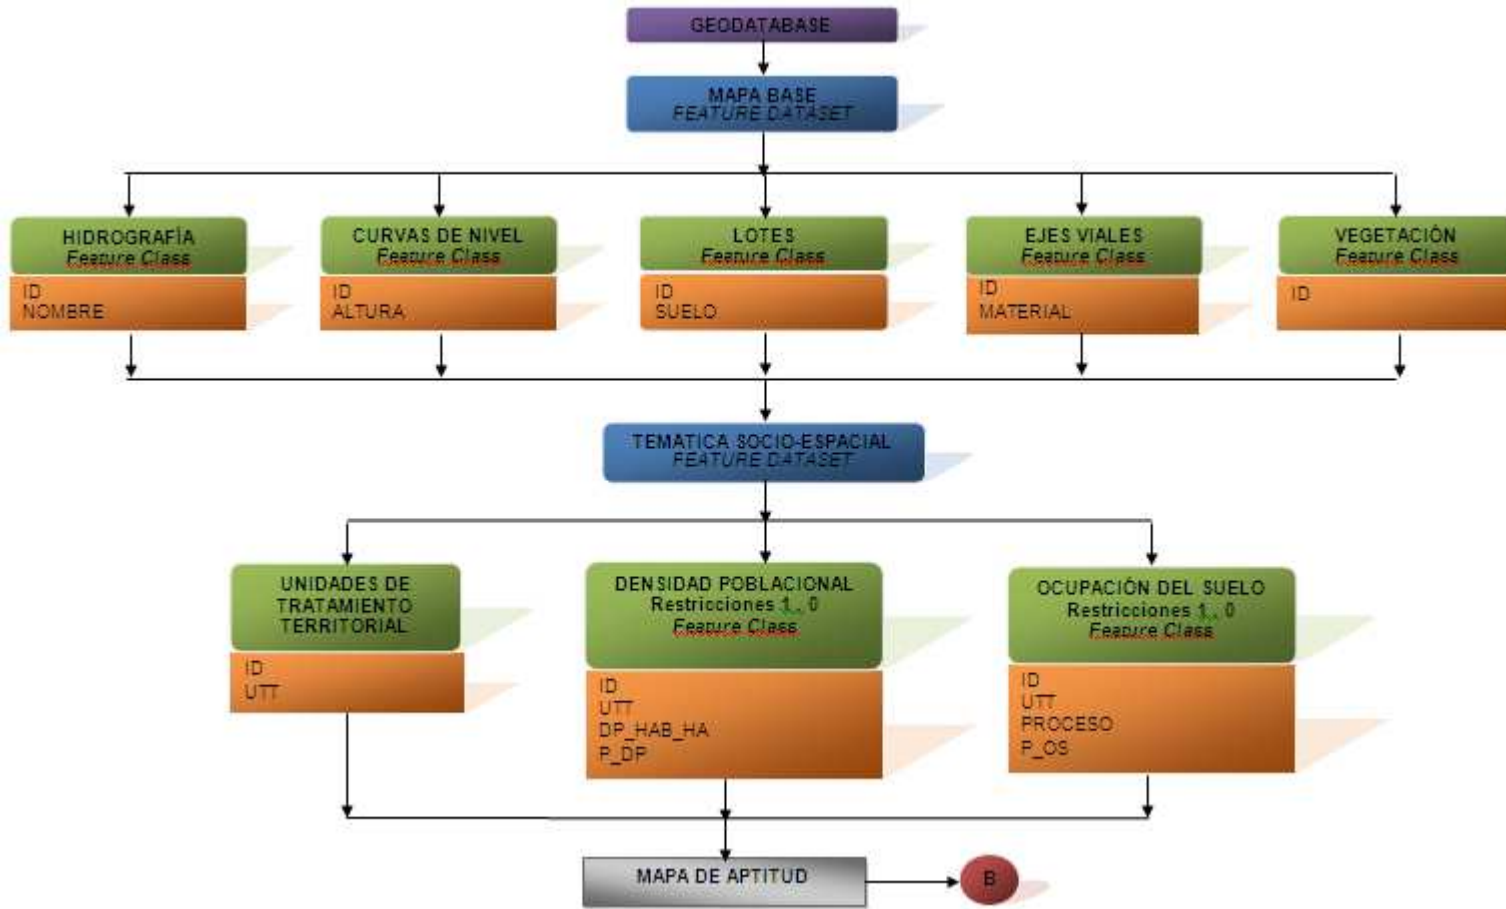 GEODATABASE
MAPA BASE
FEATURE DATASET
HIDROGRAFÍA
Feature Class
ID
NOMBRE
CURVAS DE NIVEL
Feature Class
ID
ALTURA
LOTES
Feature Class
ID
SUELO
EJES VIALES
Feature Class
ID
MATERIAL
VEGETACIÓN
Feature Class
ID
TEMATICA SOCIO-ESPACIAL
FEATURE DATASET
UNIDADES DE
TRATAMIENTO
TERRITORIAL
ID
UTT
DENSIDAD POBLACIONAL
Restricciones 1 , 0
Feature Class
ID
UTT
DP_HAB_HA
P_DP
OCUPACIÓN DEL SUELO
Restricciones 1 , 0
Feature Class
ID
UTT
PROCESO
P_OS
MAPA DE APTITUD
B